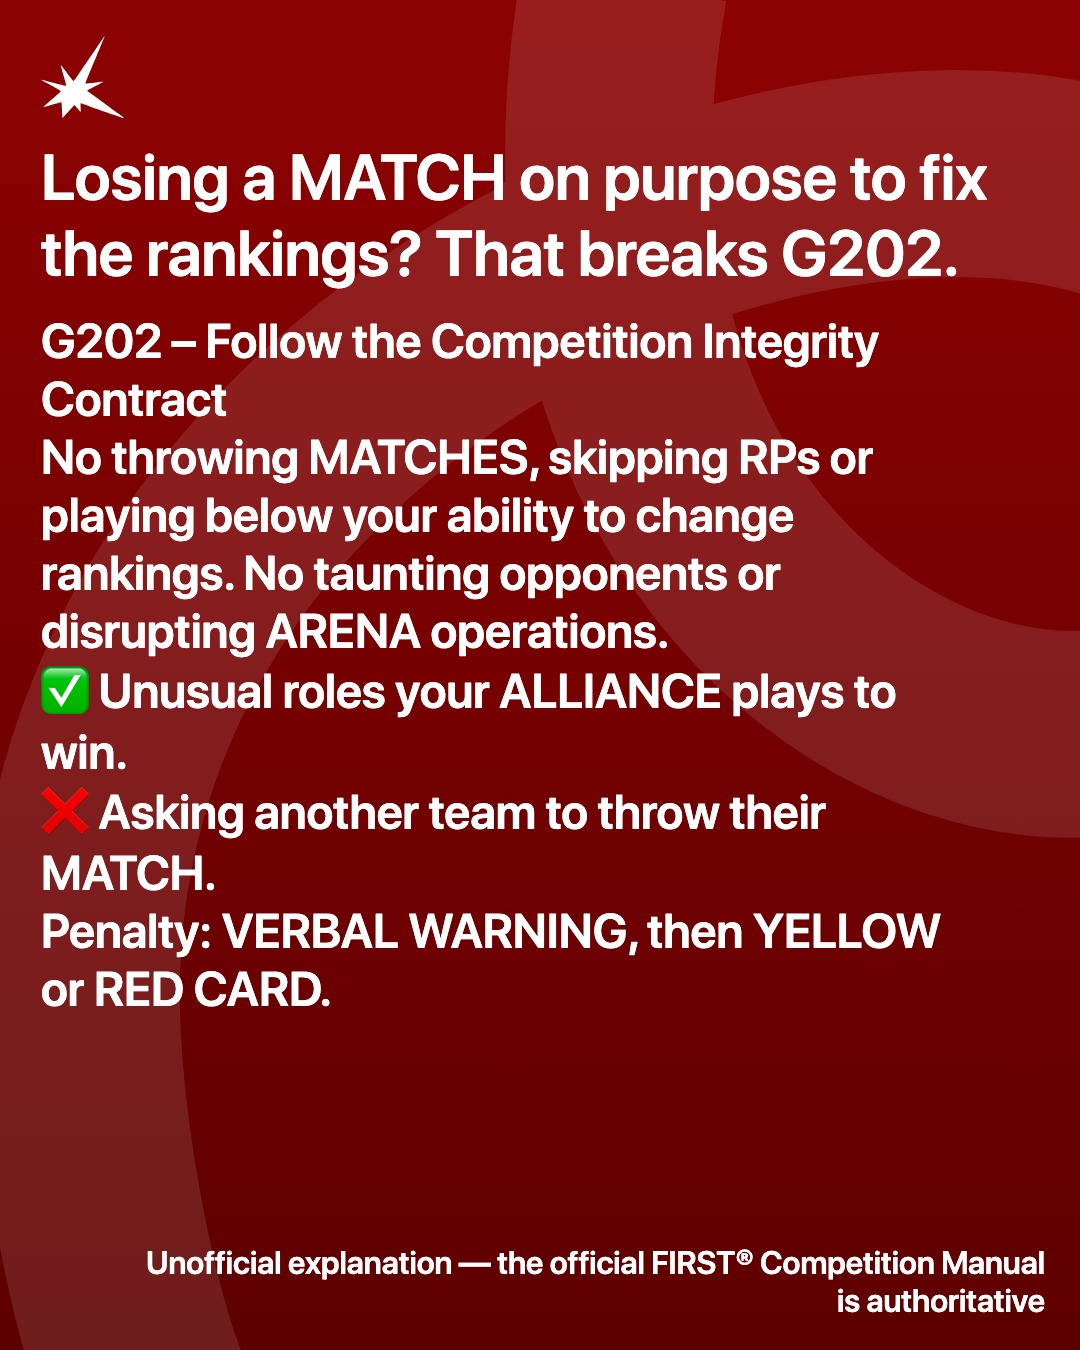 Losing a MATCH on purpose to fix
the rankings? That breaks G202.
G202 – Follow the Competition Integrity
Contract
No throwing MATCHES, skipping RPs or
playing below your ability to change
rankings. No taunting opponents or
disrupting ARENA operations.
✅ Unusual roles your ALLIANCE plays to
win.
❌ Asking another team to throw their
MATCH.
Penalty: VERBAL WARNING, then YELLOW
or RED CARD.
Unofficial explanation — the official FIRST® Competition Manual
is authoritative